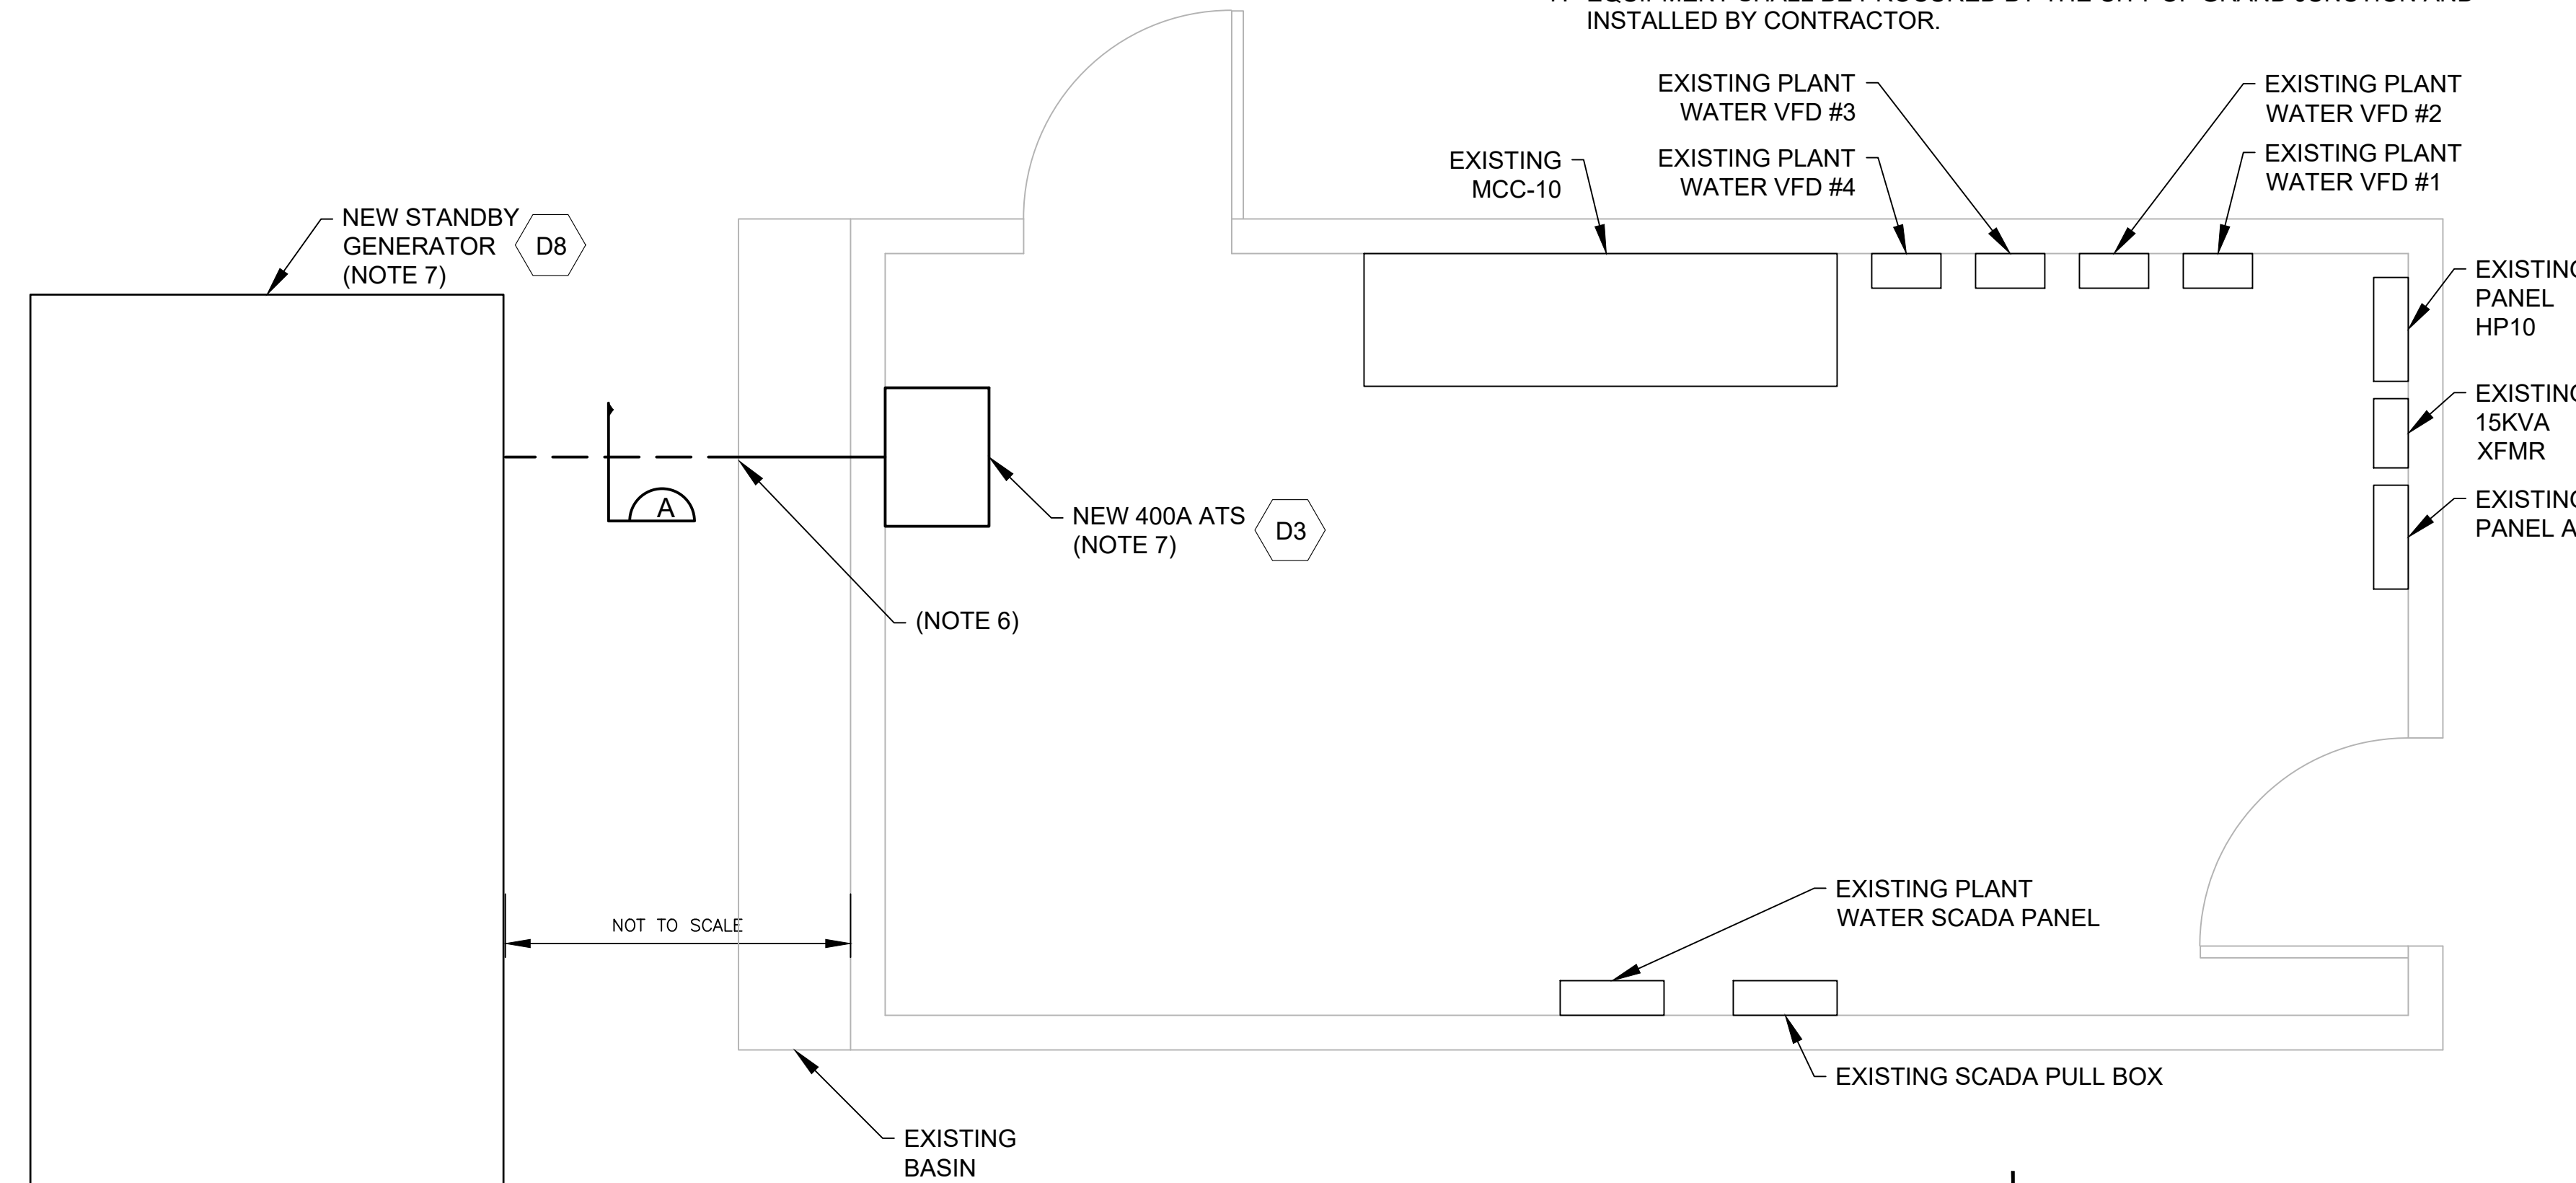 INSTALLED BY CONTRACTOR.
EXISTING PLANT
WATER VFD #3
EXISTING PLANT
WATER VFD #2
EXISTING
MCC-10
EXISTING PLANT
WATER VFD #4
EXISTING PLANT
WATER VFD #1
NEW STANDBY
GENERATOR
(NOTE 7)
D8
PANEL
HP10
15KVA
XFMR
PANEL A
A
NEW 400A ATS
(NOTE 7)
D3
(NOTE 6)
NOT TO SCALE
EXISTING PLANT
WATER SCADA PANEL
EXISTING SCADA PULL BOX
EXISTING
BASIN